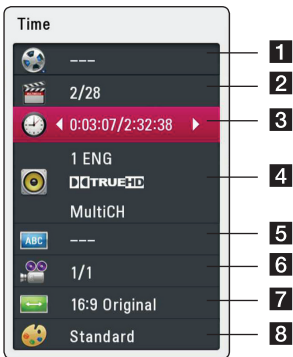 Time
--- 1
2/28 2
0:03:07/2:32:38 3
1 ENG
DOLBY TRUEHD 4
MultiCH
ABC --- 5
1/1 6
16:9 Original 7
Standard 8